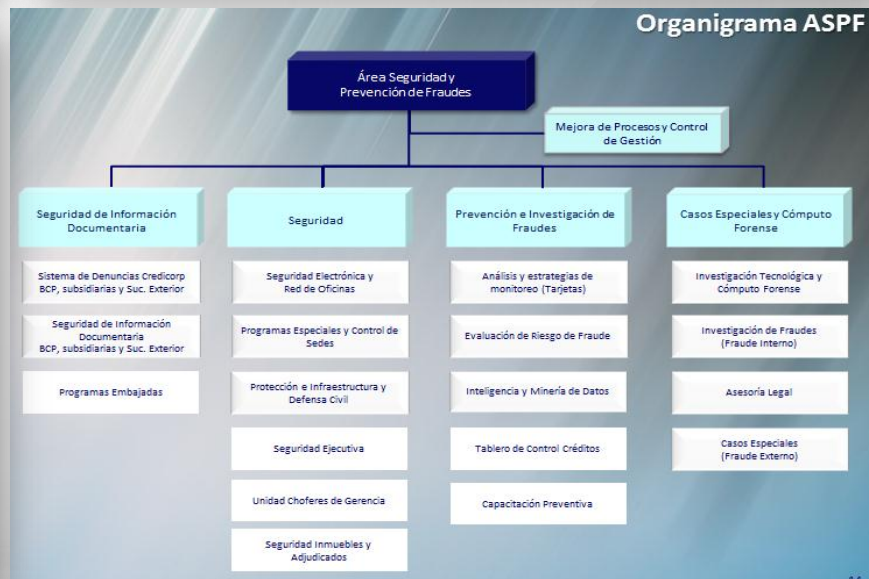 Organigrama ASPF
Área Seguridad y
Prevención de Fraudes
Mejora de Procesos y Control
de Gestión
Seguridad de Información
Documentaria
Seguridad
Prevención e Investigación de
Fraudes
Casos Especiales y Cómputo
Forense
Sistema de Denuncias Credicorp
BCP, subsidiarias y Suc. Exterior
Seguridad de Información
Documentaria
BCP, subsidiarias y Suc. Exterior
Programas Embajadas
Seguridad Electrónica y
Red de Oficinas
Programas Especiales y Control de
Sedes
Protección e Infraestructura y
Defensa Civil
Seguridad Ejecutiva
Unidad Choferes de Gerencia
Seguridad Inmuebles y
Adjudicados
Análisis y estrategias de
monitoreo (Tarjetas)
Evaluación de Riesgo de Fraude
Inteligencia y Minería de Datos
Tablero de Control Créditos
Capacitación Preventiva
Investigación Tecnológica y
Cómputo Forense
Investigación de Fraudes
(Fraude Interno)
Asesoría Legal
Casos Especiales
(Fraude Externo)